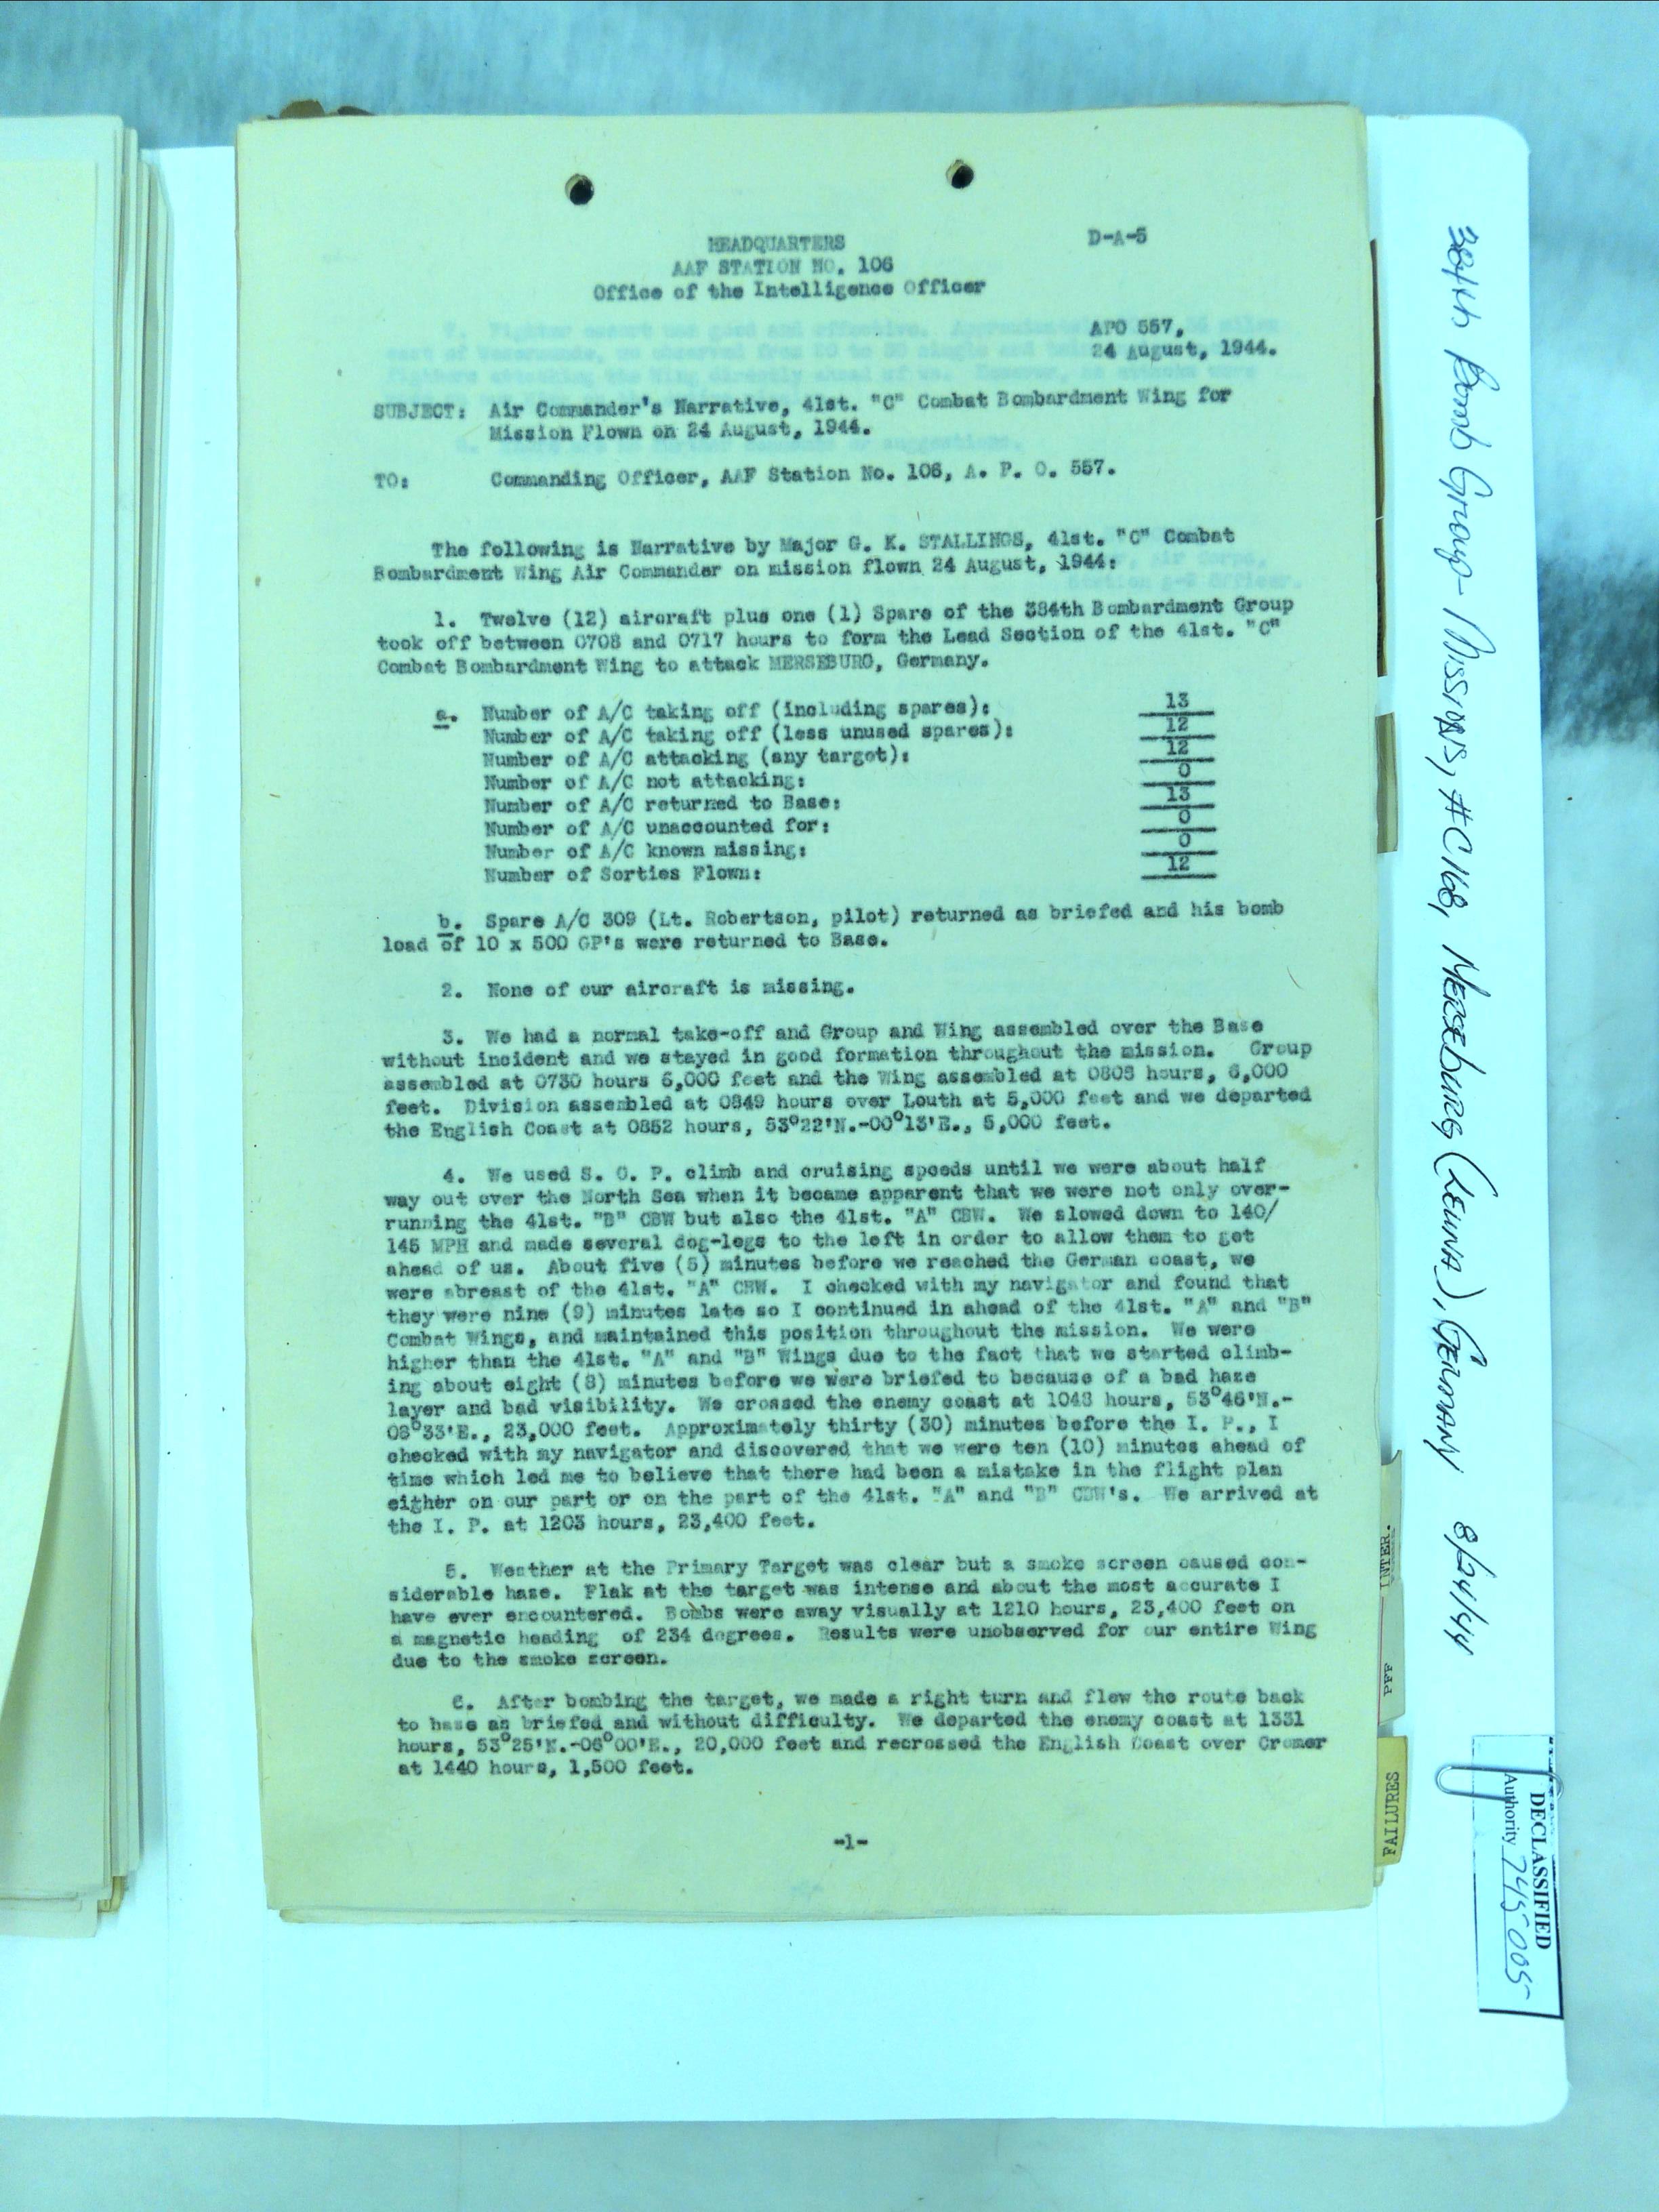 HEADQUARTERS
D-A-5
AAF STATION NO. 106
Office of the Intelligence Officer
APO 557,
24 August, 1944.
SUBJECT: Air Commander's Narrative, 41st. "C" Combat Bombardment Wing for
Mission Flown on 24 August, 1944.
TO: Commanding Officer, AAF Station No. 106, A. P. O. 557.
The following is Narrative by Major G. K. STALLINGS, 41st. "C" Combat
Bombardment Wing Air Commander on mission flown 24 August, 1944:
1. Twelve (12) aircraft plus one (1) Spare of the 384th Bombardment Group
took off between 0708 and 0717 hours to form the Lead Section of the 41st. "C"
Combat Bombardment Wing to attack MERSEBURG, Germany.
a. Number of A/C taking off (including spares): 13
Number of A/C taking off (less unused spares): 12
Number of A/C attacking (any target): 12
Number of A/C not attacking: 0
Number of A/C returned to Base: 13
Number of A/C unaccounted for: 0
Number of A/C known missing: 0
Number of Sorties Flown: 12
b. Spare A/C 309 (Lt. Robertson, pilot) returned as briefed and his bomb
load of 10 x 500 GP's were returned to Base.
2. None of our aircraft is missing.
3. We had a normal take-off and Group and Wing assembled over the Base
without incident and we stayed in good formation throughout the mission. Group
assembled at 0730 hours 6,000 feet and the Wing assembled at 0803 hours, 6,000
feet. Division assembled at 0849 hours over Louth at 5,000 feet and we departed
the English Coast at 0852 hours, 53°22'N.-00°13'E., 5,000 feet.
4. We used S. O. P. climb and cruising speeds until we were about half
way out over the North Sea when it became apparent that we were not only over-
running the 41st. "B" CBW but also the 41st. "A" CBW. We slowed down to 140/
145 MPH and made several dog-legs to the left in order to allow them to get
ahead of us. About five (5) minutes before we reached the German coast, we
were abreast of the 41st. "A" CBW. I checked with my navigator and found that
they were nine (9) minutes late so I continued in ahead of the 41st. "A" and "B"
Combat Wings, and maintained this position throughout the mission. We were
higher than the 41st. "A" and "B" Wings due to the fact that we started climb-
ing about eight (8) minutes before we were briefed to because of a bad haze
layer and bad visibility. We crossed the enemy coast at 1048 hours, 53°46'N.-
08°33'E., 23,000 feet. Approximately thirty (30) minutes before the I. P., I
checked with my navigator and discovered that we were ten (10) minutes ahead of
time which led me to believe that there had been a mistake in the flight plan
either on our part or on the part of the 41st. "A" and "B" CBW's. We arrived at
the I. P. at 1203 hours, 23,400 feet.
5. Weather at the Primary Target was clear but a smoke screen caused con-
siderable haze. Flak at the target was intense and about the most accurate I
have ever encountered. Bombs were away visually at 1210 hours, 23,400 feet on
a magnetic heading of 234 degrees. Results were unobserved for our entire Wing
due to the smoke screen.
6. After bombing the target, we made a right turn and flew the route back
to base as briefed and without difficulty. We departed the enemy coast at 1331
hours, 53°25'N.-06°00'E., 20,000 feet and recrossed the English Coast over Cromer
at 1440 hours, 1,500 feet.
-1-
INTER.
PFF
FAILURES
384th Bomb Group Missions, #C168, Merseburg (Leuna), Germany 8/24/44
DECLASSIFIED
Authority 745005